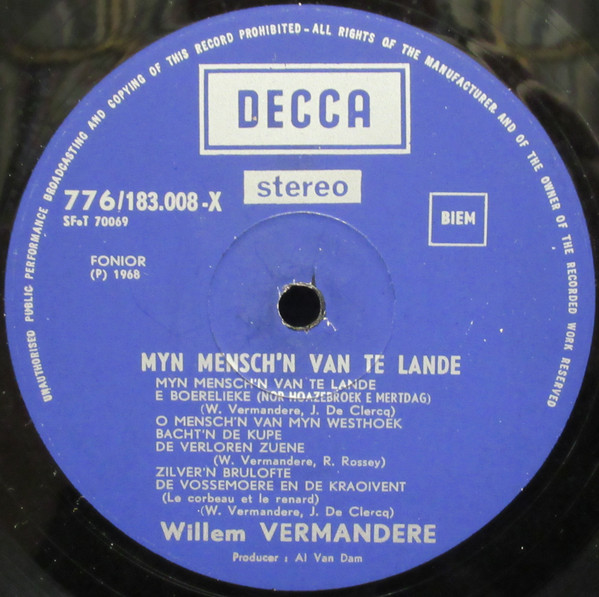 UNAUTHORISED PUBLIC PERFORMANCE BROADCASTING AND COPYING OF THIS RECORD PROHIBITED - ALL RIGHTS OF THE MANUFACTURER AND OF THE OWNER OF THE RECORDED WORK RESERVED
DECCA
stereo
776/183.008-X
SFeT 70069
BIEM
FONIOR
(P) 1968
MYN MENSCH'N VAN TE LANDE
MYN MENSCH'N VAN TE LANDE
E BOERELIEKE (NOR HOAZEBROEK E MERTDAG)
(W. Vermandere, J. De Clercq)
O MENSCH'N VAN MYN WESTHOEK
BACHT'N DE KUPE
DE VERLOREN ZUENE
(W. Vermandere, R. Rossey)
ZILVER'N BRULOFTE
DE VOSSEMOERE EN DE KRAOIVENT
(Le corbeau et le renard)
(W. Vermandere, J. De Clercq)
Willem VERMANDERE
Producer : Al Van Dam